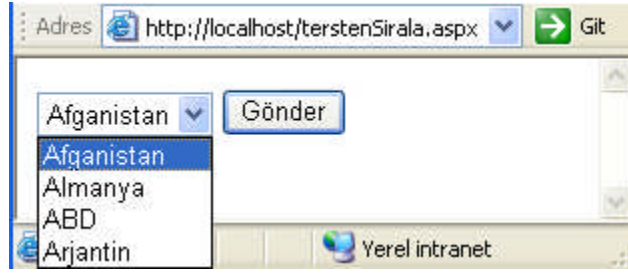 Adres http://localhost/terstenSirala.aspx Git
Afganistan Gönder
Afganistan
Almanya
ABD
Arjantin
Yerel intranet